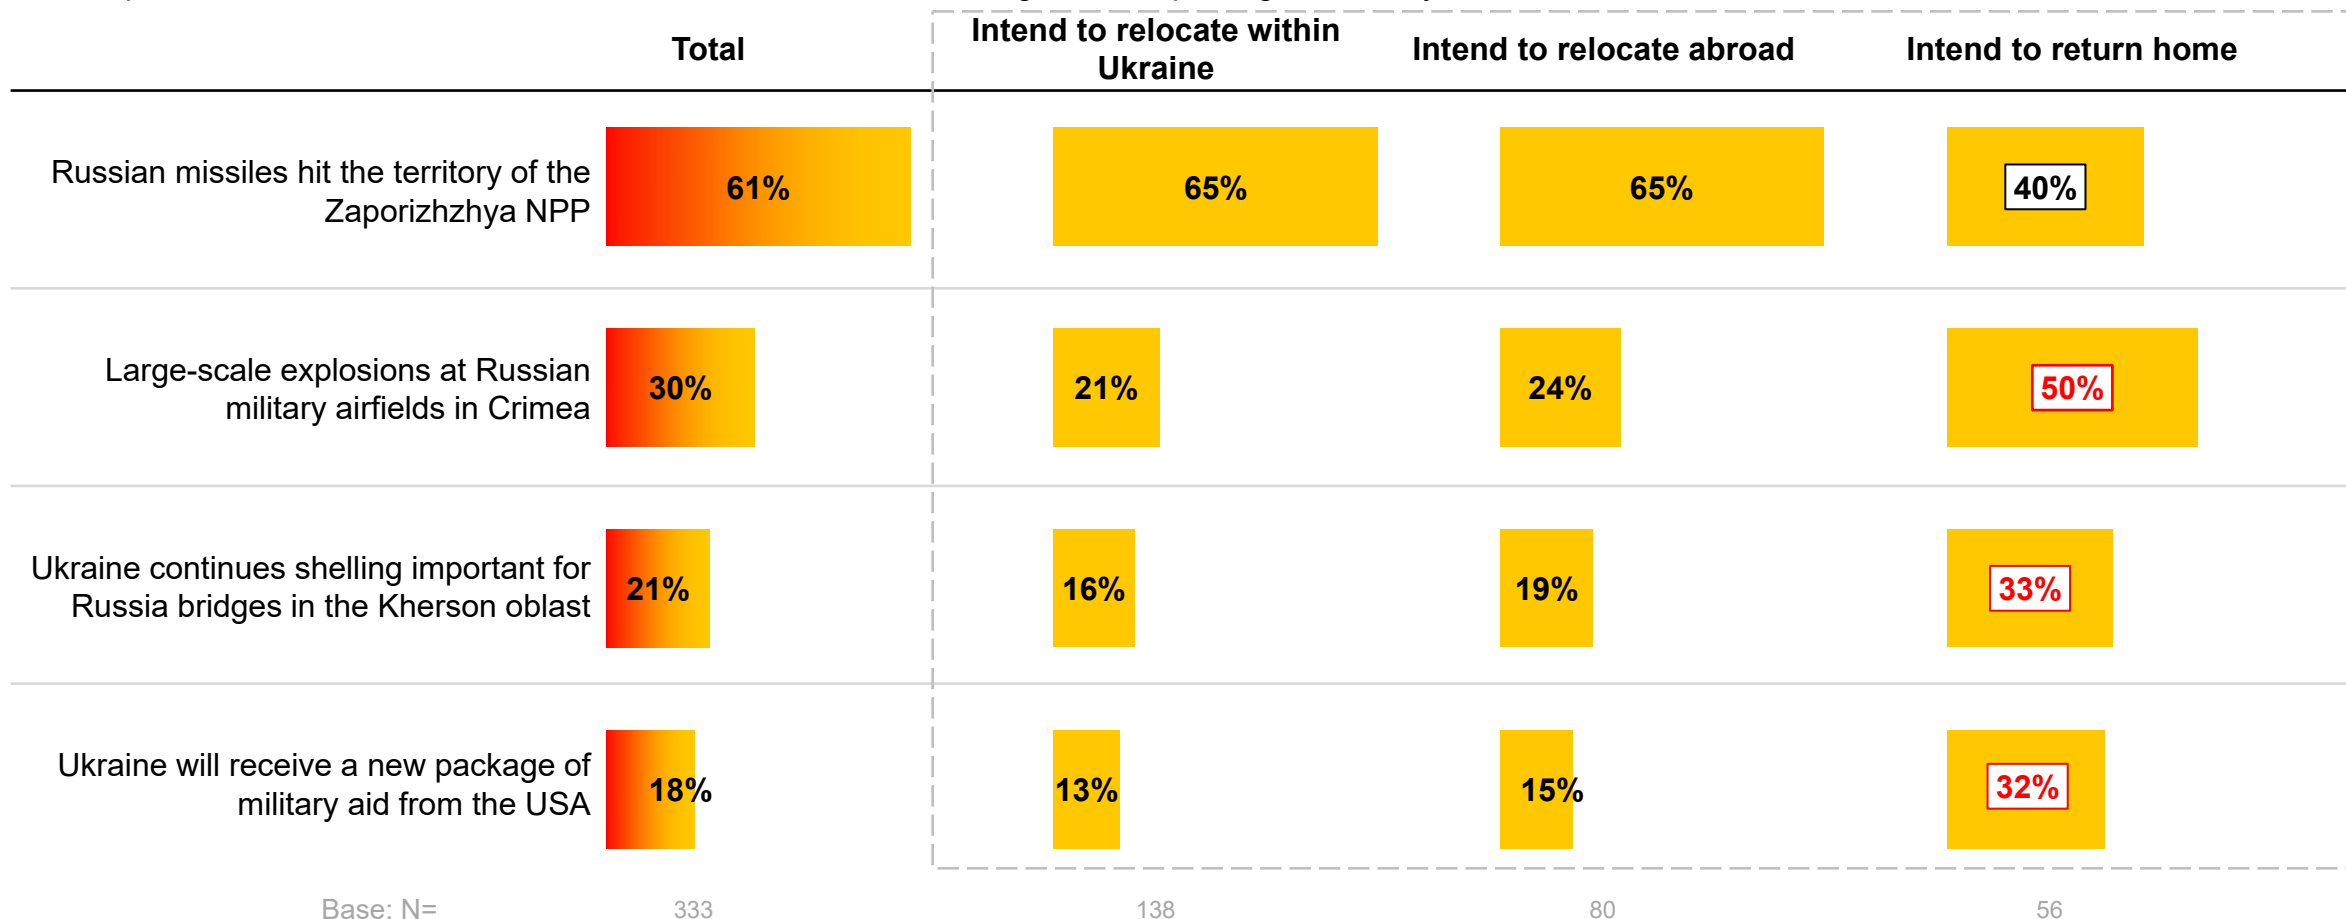 Total
Intend to relocate within
Ukraine
Intend to relocate abroad
Intend to return home
Russian missiles hit the territory of the
Zaporizhzhya NPP
61%
65%
65%
40%
Large-scale explosions at Russian
military airfields in Crimea
30%
21%
24%
50%
Ukraine continues shelling important for
Russia bridges in the Kherson oblast
21%
16%
19%
33%
Ukraine will receive a new package of
military aid from the USA
18%
13%
15%
32%
Base: N=
333
138
80
56